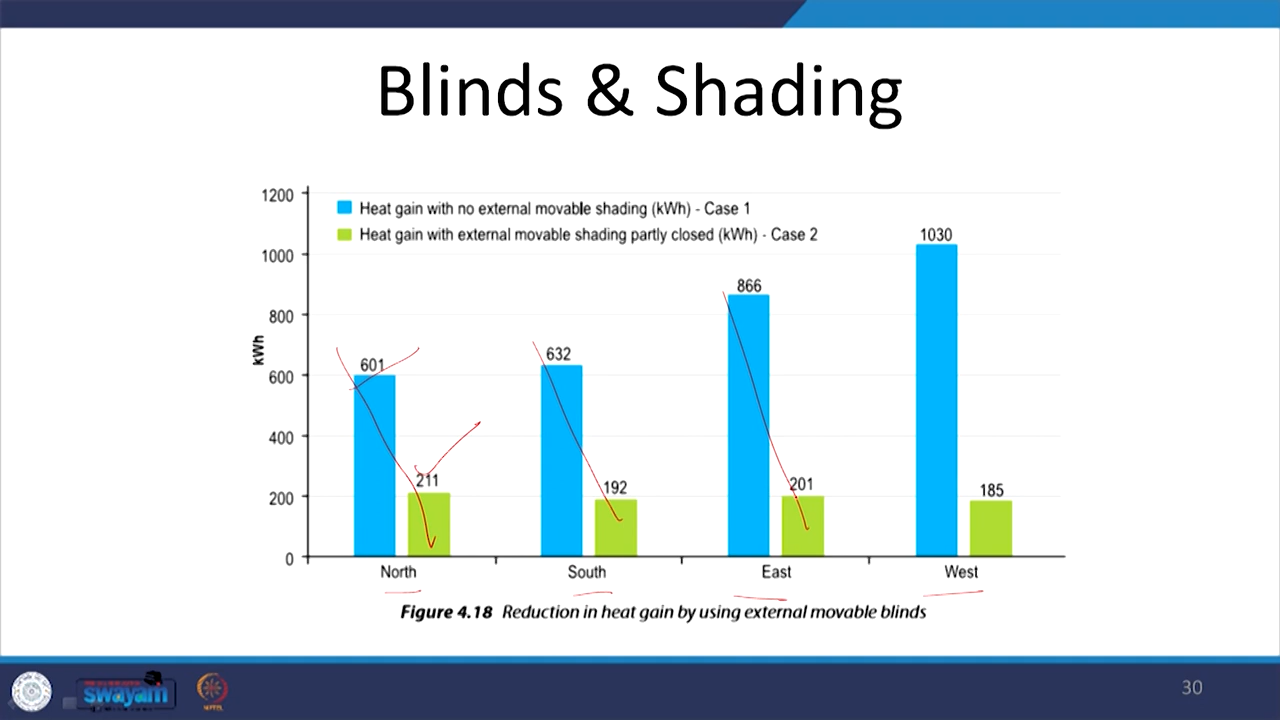 Blinds & Shading
1200
Heat gain with no external movable shading (kWh) - Case 1
Heat gain with external movable shading partly closed (kWh) - Case 2
1030
1000
866
800
kWh
601
632
600
400
211
192
201
185
200
0
North
South
East
West
Figure 4.18 Reduction in heat gain by using external movable blinds
swayam
30